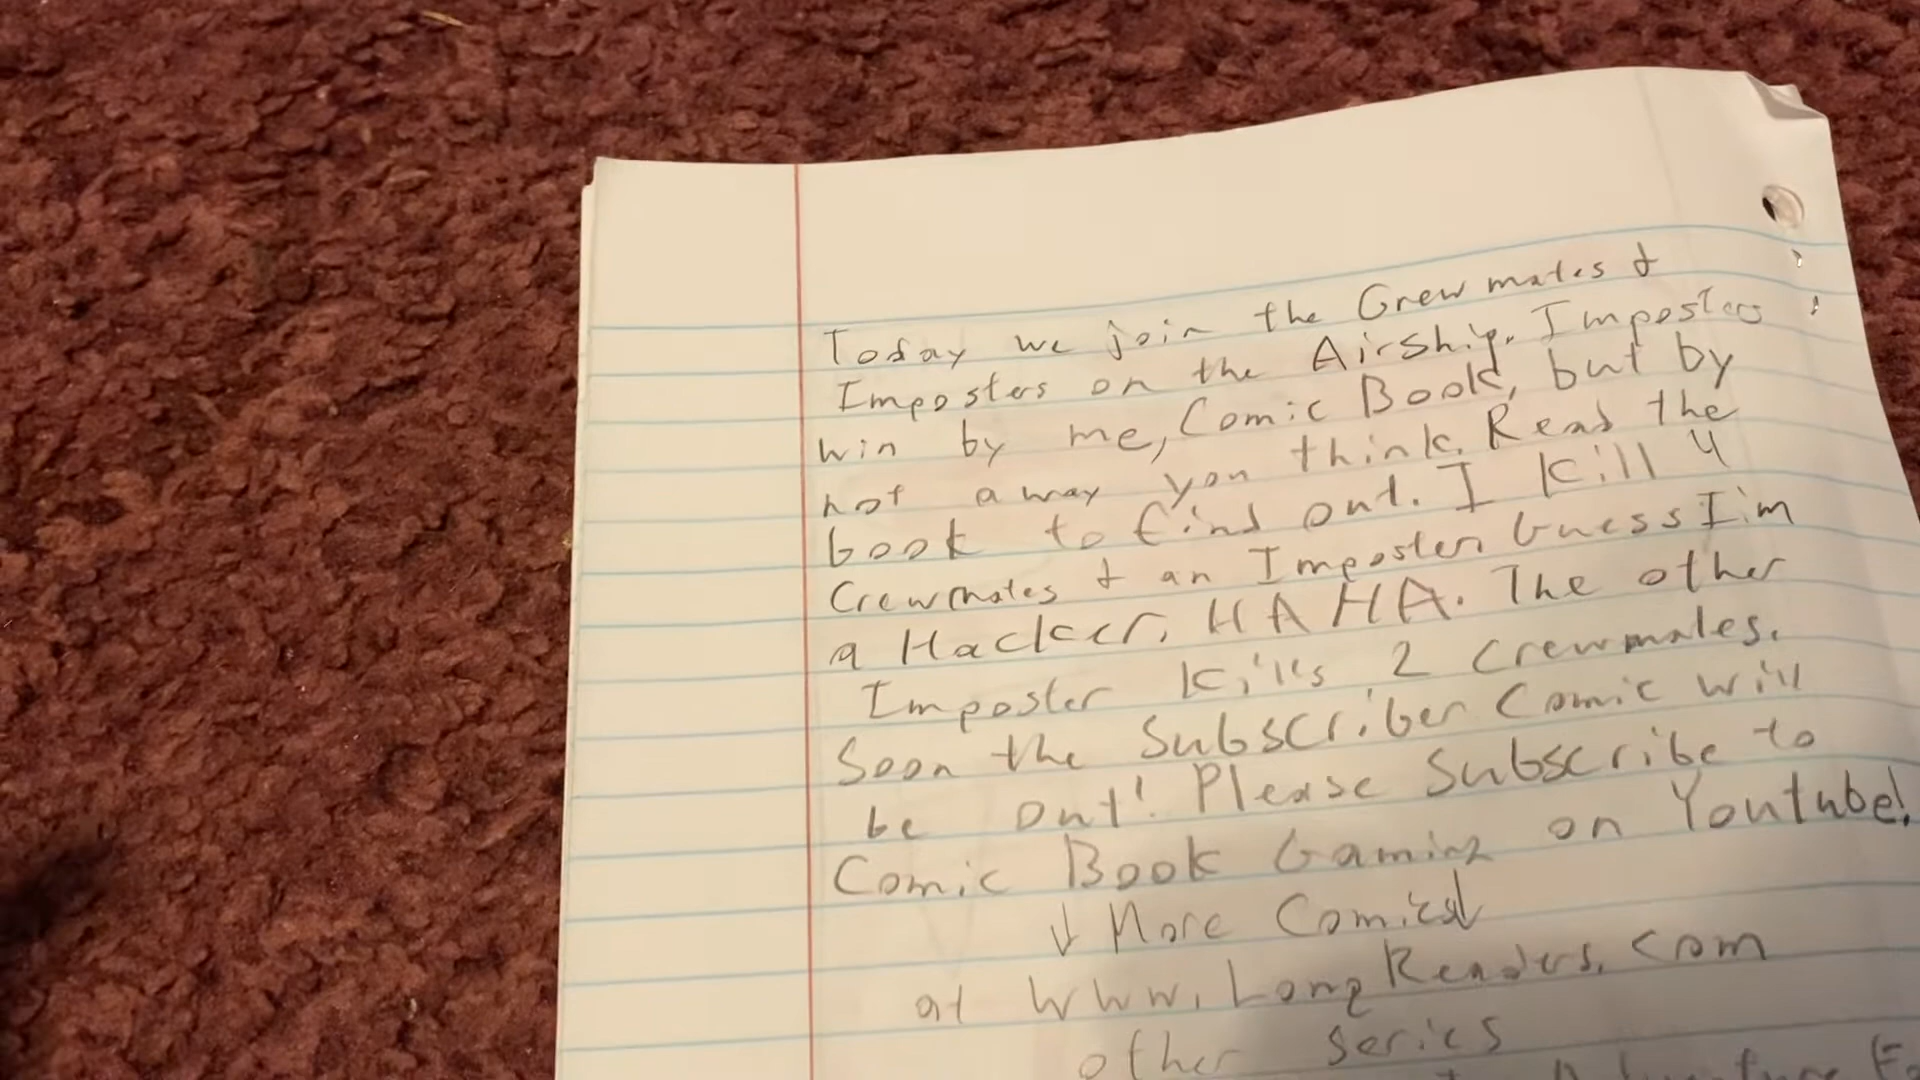 Today we join the Crewmates &
Imposters on the Airship. Imposters
win by me, Comic Book, but by
not a way you think. Read the
book to find out. I kill 4
Crewmates & an Imposter, Guess I'm
a Hacker, HAHA. The other
Imposter kills 2 crewmates.
Soon the Subscriber Comic will
be out! Please Subscribe to
Comic Book Gaming on Youtube!
↓ More Comics↓
at www.LongReaders.com
other series
Adventure